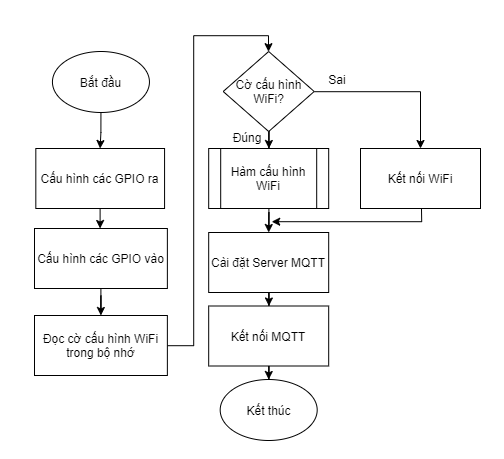 Bắt đầu
Cấu hình các GPIO ra
Cấu hình các GPIO vào
Đọc cờ cấu hình WiFi
trong bộ nhớ
Cờ cấu hình
WiFi?
Sai
Đúng
Hàm cấu hình
WiFi
Kết nối WiFi
Cải đặt Server MQTT
Kết nối MQTT
Kết thúc